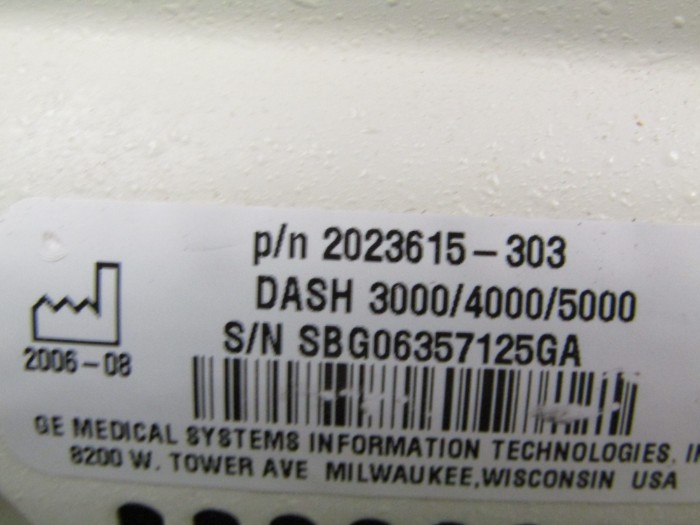 p/n 2023615-303
DASH 3000/4000/5000
S/N SBG06357125GA
2006-08
GE MEDICAL SYSTEMS INFORMATION TECHNOLOGIES, IN
8200 W. TOWER AVE MILWAUKEE, WISCONSIN USA